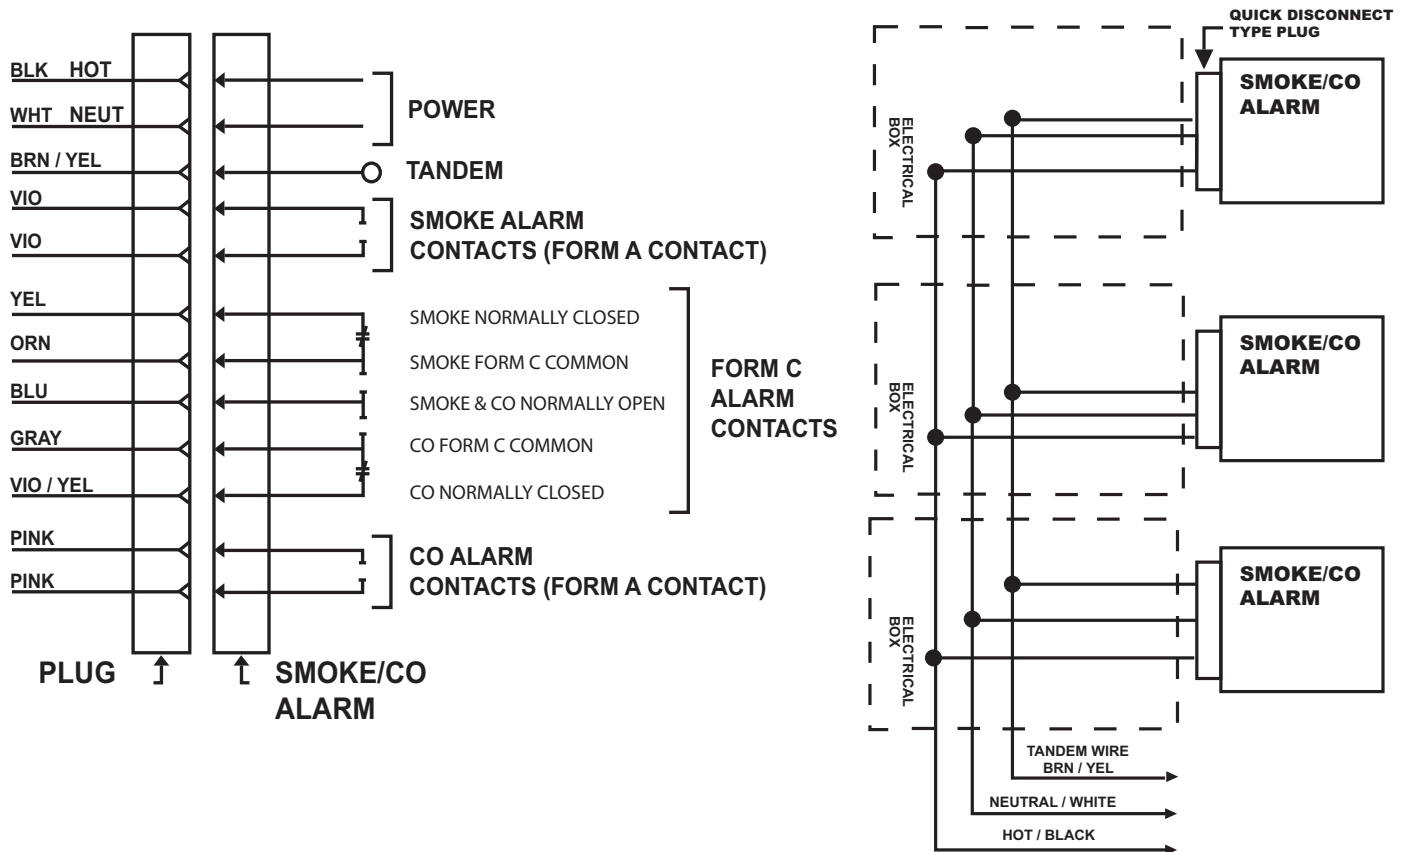 BLK HOT
WHT NEUT
BRN / YEL
VIO
VIO
YEL
ORN
BLU
GRAY
VIO / YEL
PINK
PINK
PLUG
SMOKE/CO
ALARM
POWER
TANDEM
SMOKE ALARM
CONTACTS (FORM A CONTACT)
SMOKE NORMALLY CLOSED
SMOKE FORM C COMMON
SMOKE & CO NORMALLY OPEN
CO FORM C COMMON
CO NORMALLY CLOSED
FORM C
ALARM
CONTACTS
CO ALARM
CONTACTS (FORM A CONTACT)
QUICK DISCONNECT
TYPE PLUG
ELECTRICAL
BOX
SMOKE/CO
ALARM
ELECTRICAL
BOX
SMOKE/CO
ALARM
ELECTRICAL
BOX
SMOKE/CO
ALARM
TANDEM WIRE
BRN / YEL
NEUTRAL / WHITE
HOT / BLACK